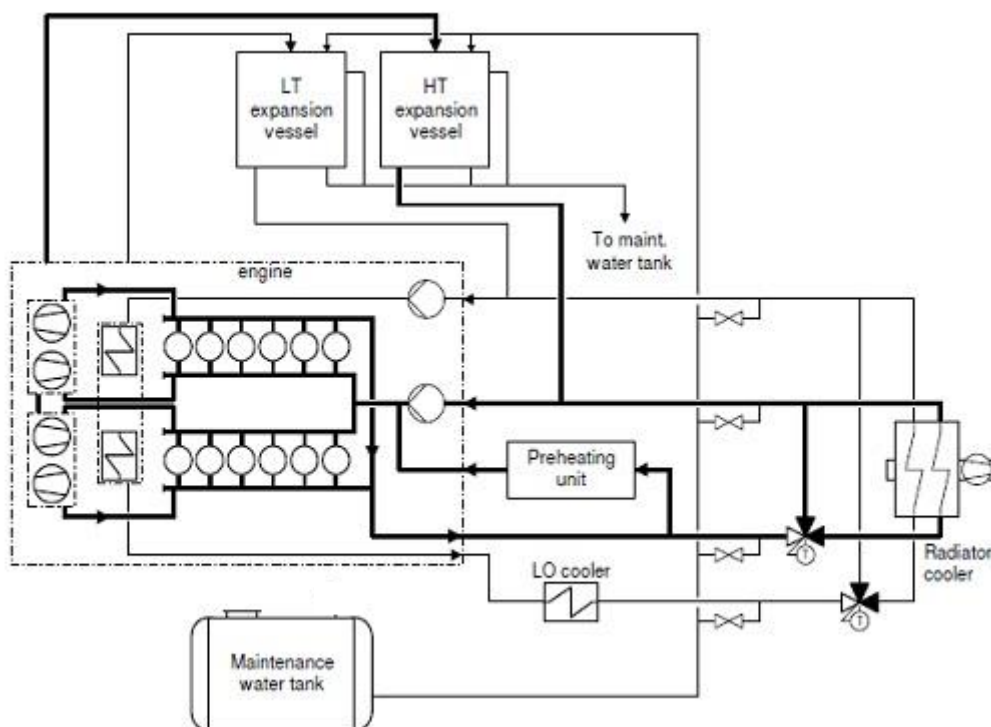 LT
expansion
vessel
HT
expansion
vessel
To maint.
water tank
engine
Preheating
unit
Radiator
cooler
LO cooler
T
T
Maintenance
water tank